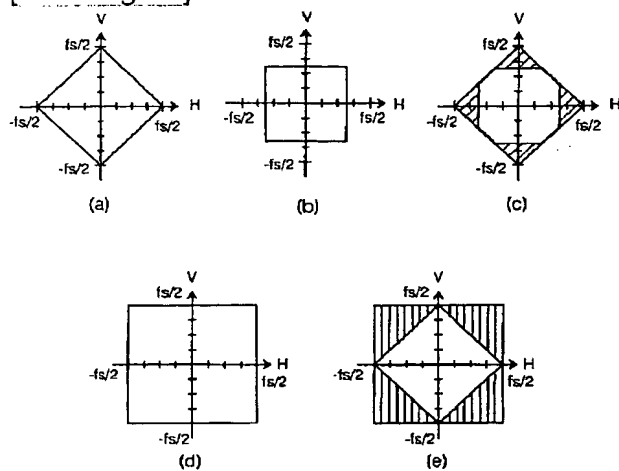 V V V
fs/2 fs/2 fs/2
H H H
-fs/2 fs/2 -fs/2 fs/2 -fs/2 fs/2
-fs/2 -fs/2 -fs/2
(a) (b) (c)
V V
fs/2 fs/2
H H
-fs/2 fs/2 -fs/2 fs/2
-fs/2 -fs/2
(d) (e)